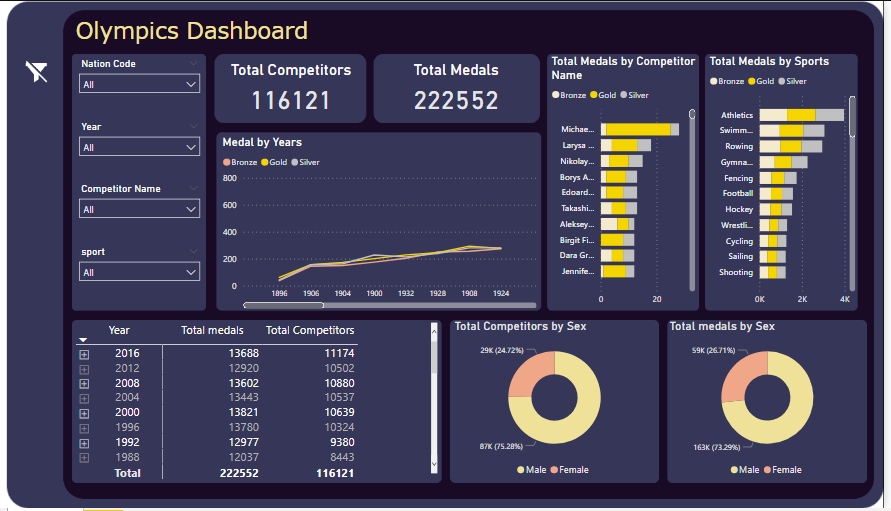 Olympics Dashboard
Nation Code
All
Year
All
Competitor Name
All
sport
All
Total Competitors
116121
Total Medals
222552
Medal by Years
Bronze Gold Silver
800
600
400
200
0
1896 1906 1904 1900 1932 1928 1908 1924
Total Medals by Competitor
Name
Bronze Gold Silver
Michae...
Larysa ...
Nikolay...
Borys A...
Edoard...
Takashi...
Aleksey...
Birgit Fi...
Dara Gr...
Jennife...
0 20
Total Medals by Sports
Bronze Gold Silver
Athletics
Swimm...
Rowing
Gymna...
Fencing
Football
Hockey
Wrestli...
Cycling
Sailing
Shooting
0K 2K 4K
Year Total medals Total Competitors
2016 13688 11174
2012 12920 10502
2008 13602 10880
2004 13443 10537
2000 13821 10639
1996 13780 10324
1992 12977 9380
1988 12037 8443
Total 222552 116121
Total Competitors by Sex
29K (24.72%)
87K (75.28%)
Male Female
Total medals by Sex
59K (26.71%)
163K (73.29%)
Male Female